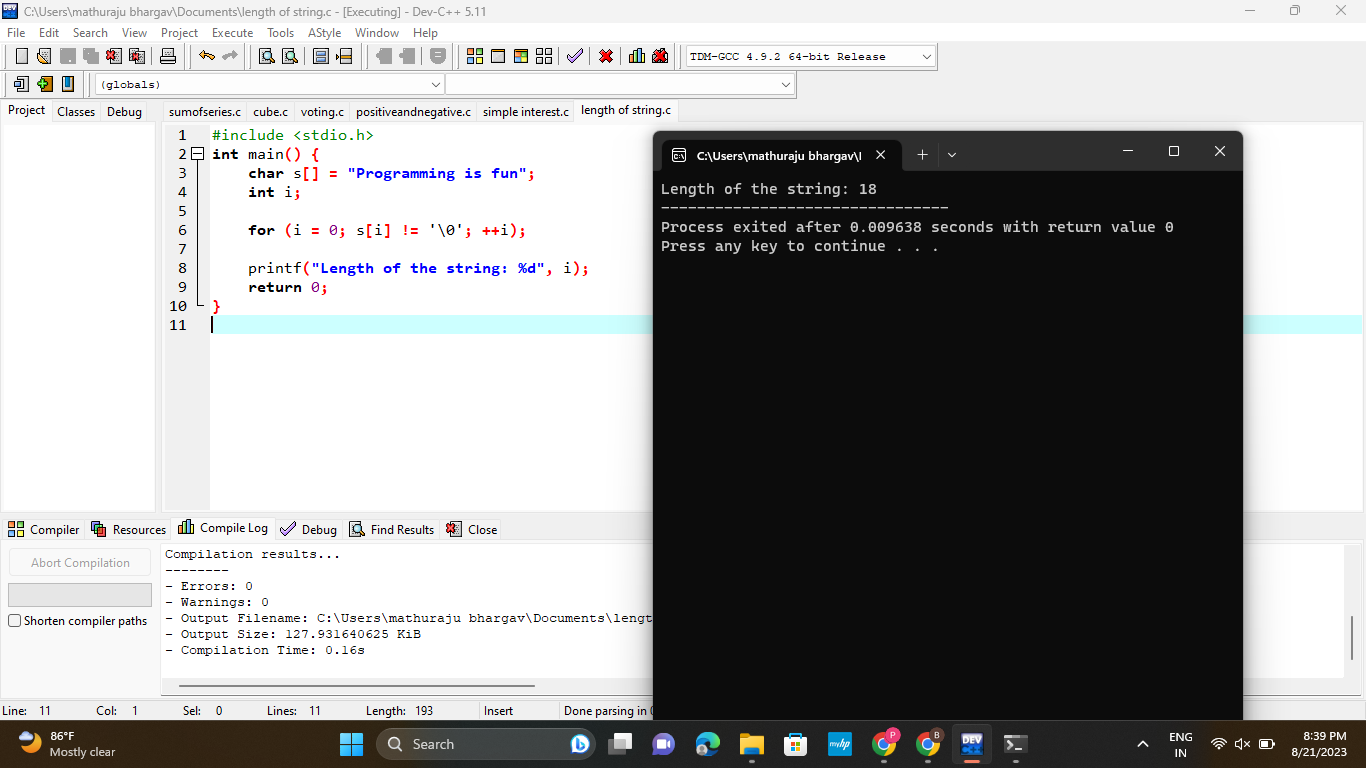 C:\Users\mathuraju bhargav\Documents\length of string.c - [Executing] - Dev-C++ 5.11
File Edit Search View Project Execute Tools AStyle Window Help
TDM-GCC 4.9.2 64-bit Release
(globals)
Project Classes Debug
sumofseries.c cube.c voting.c positiveandnegative.c simple interest.c length of string.c
1 #include <stdio.h>
2 int main() {
3 char s[] = "Programming is fun";
4 int i;
5
6 for (i = 0; s[i] != '\0'; ++i);
7
8 printf("Length of the string: %d", i);
9 return 0;
10 }
11
C:\Users\mathuraju bhargav\l
Length of the string: 18
--------------------------------
Process exited after 0.009638 seconds with return value 0
Press any key to continue . . .
Compiler Resources Compile Log Debug Find Results Close
Abort Compilation
Shorten compiler paths
Compilation results...
--------
- Errors: 0
- Warnings: 0
- Output Filename: C:\Users\mathuraju bhargav\Documents\lengt
- Output Size: 127.931640625 KiB
- Compilation Time: 0.16s
Line: 11 Col: 1 Sel: 0 Lines: 11 Length: 193 Insert Done parsing in
86°F
Mostly clear
Search
myhp
P
B
DEV
ENG
IN
8:39 PM
8/21/2023